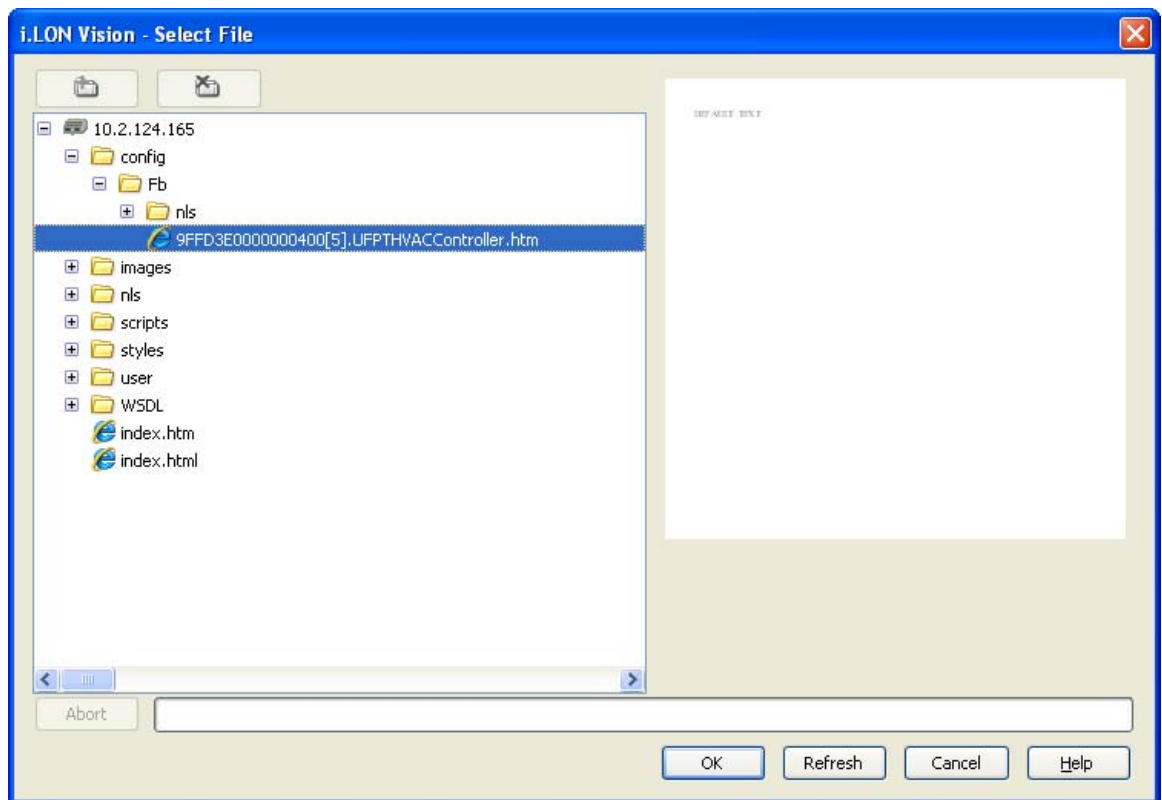 i.LON Vision - Select File
10.2.124.165
config
Fb
nls
9FFD3E0000000400[5].UFPTHVACController.htm
images
nls
scripts
styles
user
WSDL
index.htm
index.html
DEFAULT TEXT
Abort
OK Refresh Cancel Help